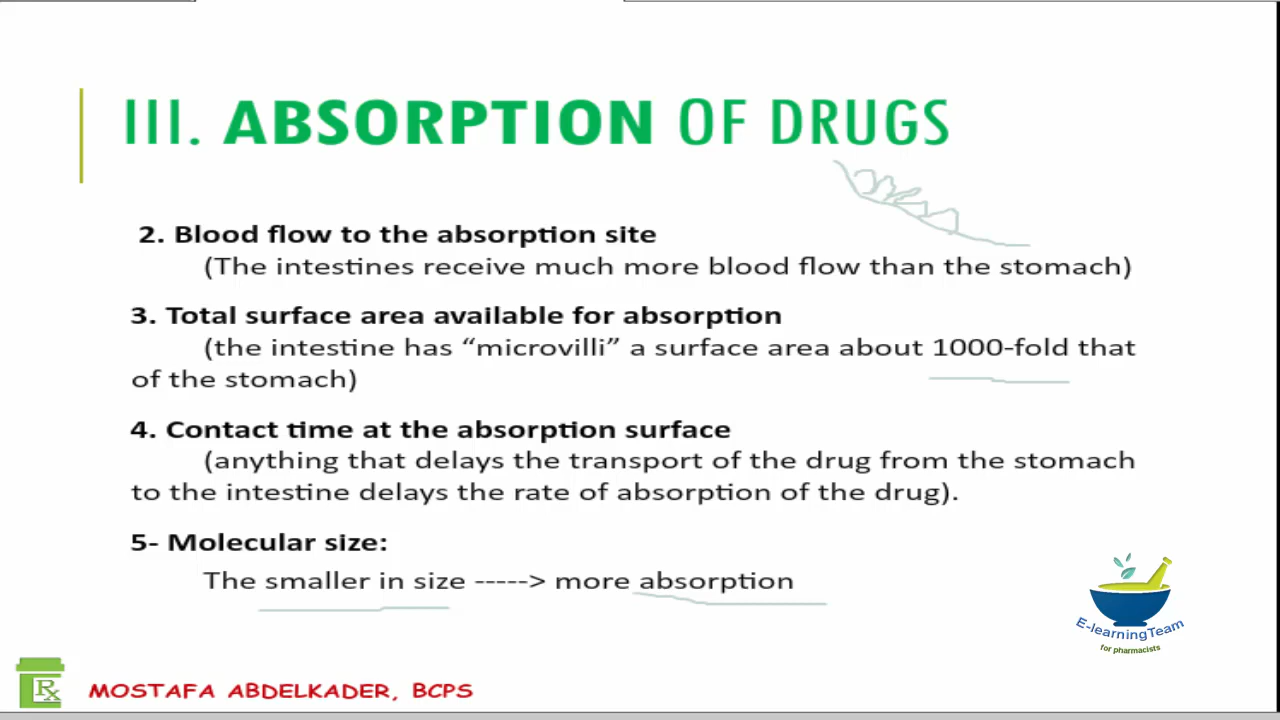 III. ABSORPTION OF DRUGS
2. Blood flow to the absorption site
(The intestines receive much more blood flow than the stomach)
3. Total surface area available for absorption
(the intestine has “microvilli” a surface area about 1000-fold that
of the stomach)
4. Contact time at the absorption surface
(anything that delays the transport of the drug from the stomach
to the intestine delays the rate of absorption of the drug).
5- Molecular size:
The smaller in size -----> more absorption
E-learningTeam
for pharmacists
Rx
MOSTAFA ABDELKADER, BCPS